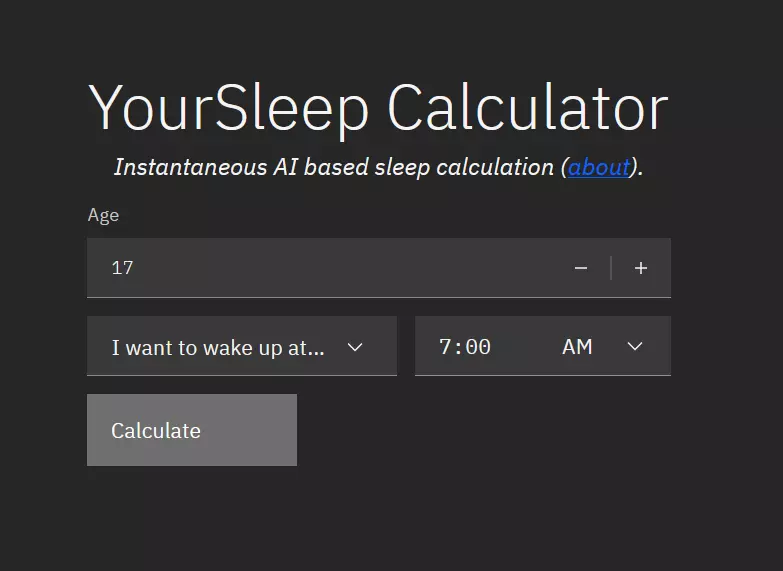 YourSleep Calculator
Instantaneous AI based sleep calculation (about).
Age
17
I want to wake up at... 7:00 AM
Calculate